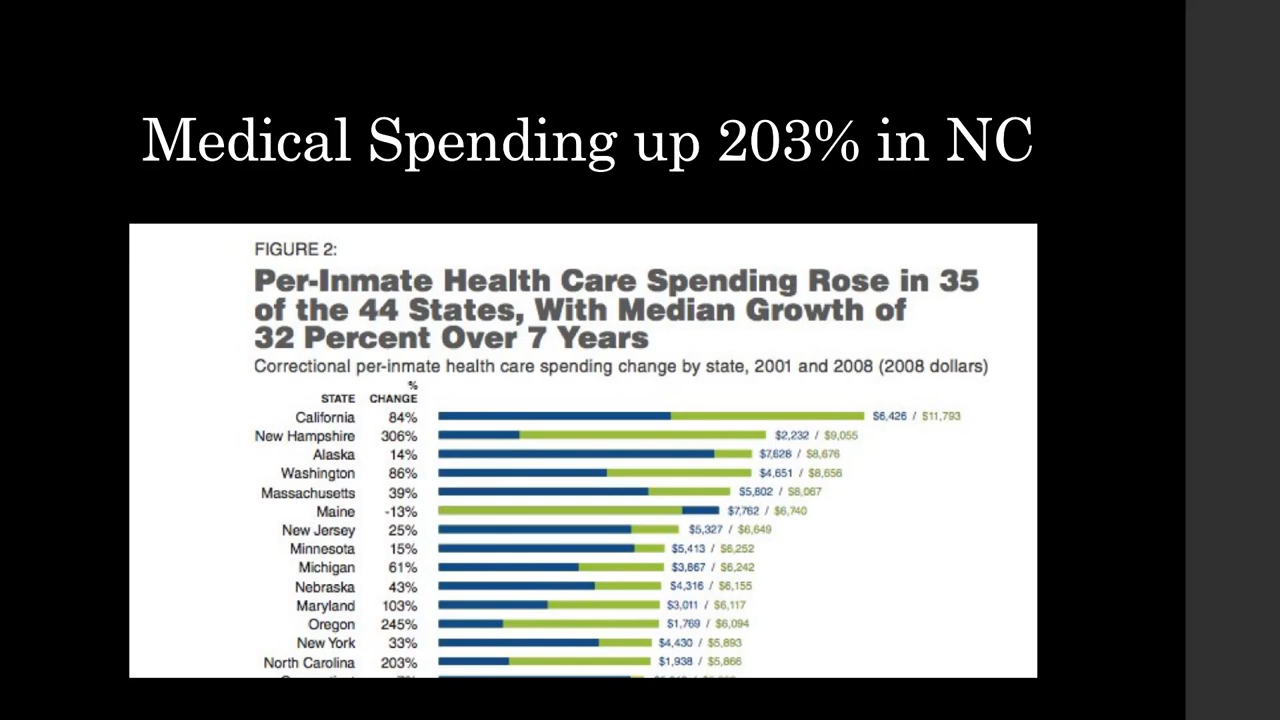 Medical Spending up 203% in NC
FIGURE 2:
Per-Inmate Health Care Spending Rose in 35
of the 44 States, With Median Growth of
32 Percent Over 7 Years
Correctional per-inmate health care spending change by state, 2001 and 2008 (2008 dollars)
%
STATE CHANGE
California 84% $6,426 / $11,793
New Hampshire 306% $2,232 / $9,055
Alaska 14% $7,628 / $8,676
Washington 86% $4,651 / $8,656
Massachusetts 39% $5,802 / $8,067
Maine -13% $7,762 / $6,740
New Jersey 25% $5,327 / $6,649
Minnesota 15% $5,413 / $6,252
Michigan 61% $3,867 / $6,242
Nebraska 43% $4,316 / $6,155
Maryland 103% $3,011 / $6,117
Oregon 245% $1,769 / $6,094
New York 33% $4,430 / $5,893
North Carolina 203% $1,938 / $5,866